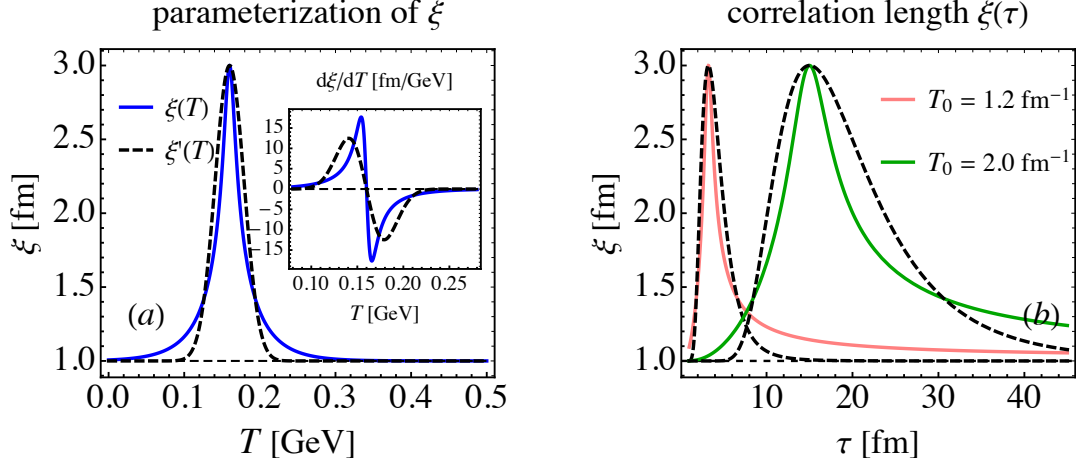 parameterization of ξ
3.0
2.5
2.0
1.5
1.0
ξ [fm]
ξ(T)
ξ'(T)
dξ/dT [fm/GeV]
15
10
5
0
−5
−10
−15
0.10 0.15 0.20 0.25
T [GeV]
(a)
0.0 0.1 0.2 0.3 0.4 0.5
T [GeV]
correlation length ξ(τ)
3.0
2.5
2.0
1.5
1.0
ξ [fm]
T₀ = 1.2 fm⁻¹
T₀ = 2.0 fm⁻¹
(b)
10 20 30 40
τ [fm]